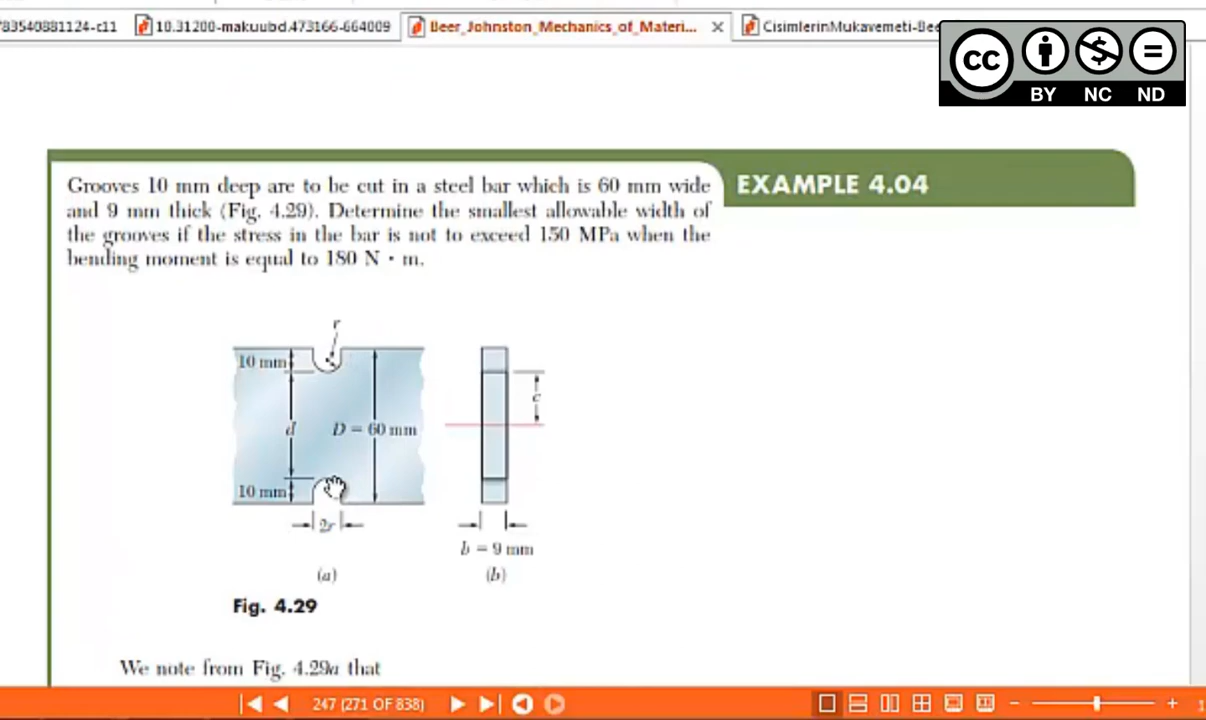 783540881124-c11
10.31200-makuubd.473166-664009
Beer_Johnston_Mechanics_of_Materi...
CisimlerinMukavemeti-Bee
cc
BY NC ND
Grooves 10 mm deep are to be cut in a steel bar which is 60 mm wide
and 9 mm thick (Fig. 4.29). Determine the smallest allowable width of
the grooves if the stress in the bar is not to exceed 150 MPa when the
bending moment is equal to 180 N · m.
EXAMPLE 4.04
r
10 mm
c
d
D = 60 mm
10 mm
2r
b = 9 mm
(a)
(b)
Fig. 4.29
We note from Fig. 4.29a that
247 (271 OF 838)